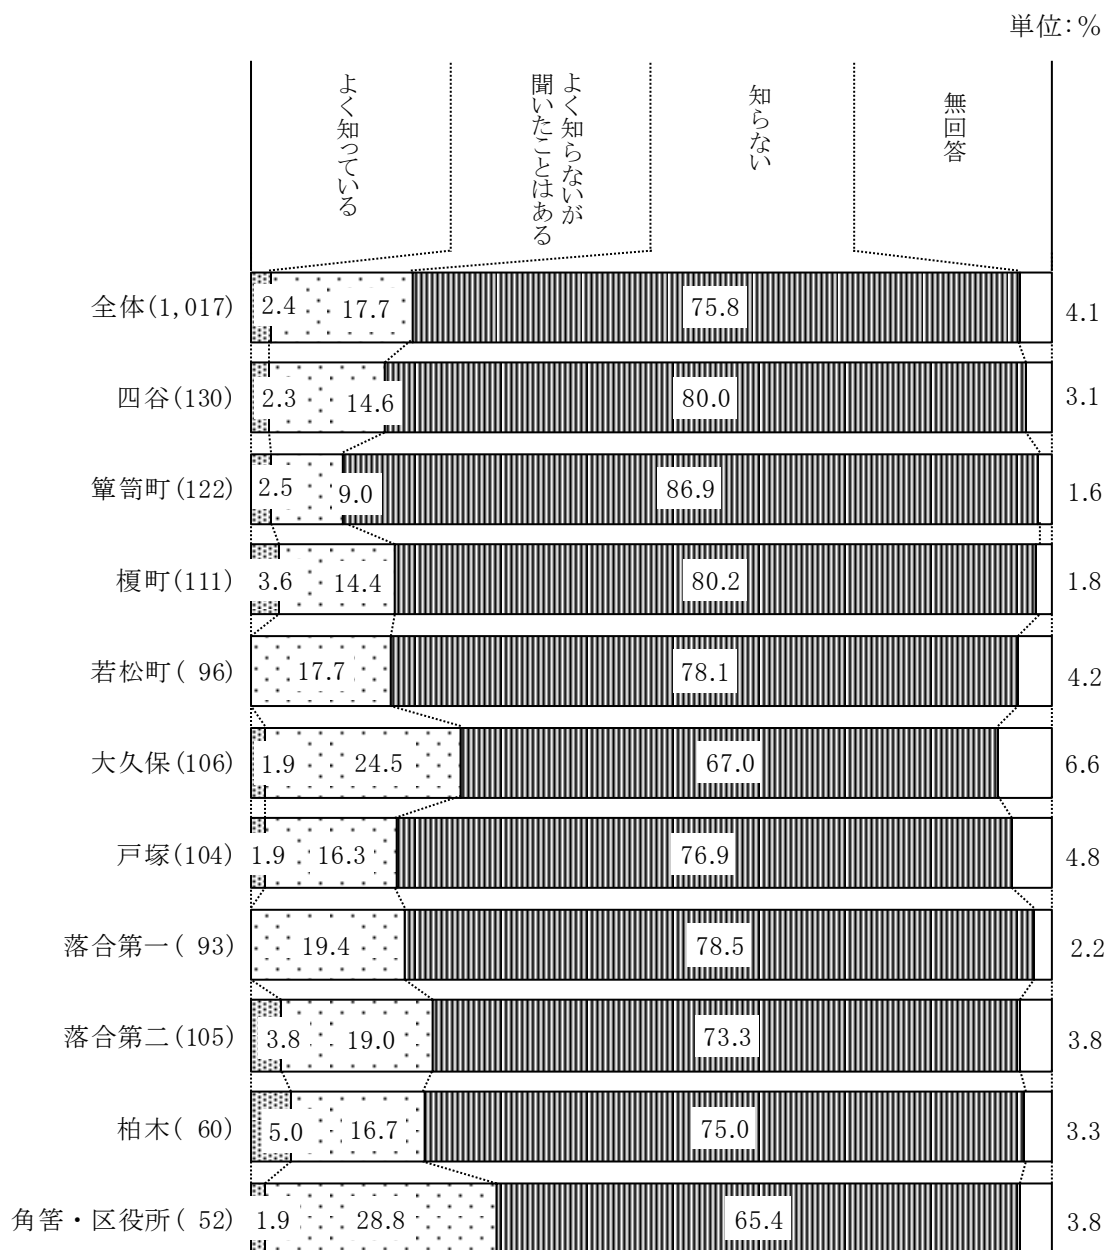 単位：％
よく知っている
よく知らないが
聞いたことはある
知らない
無回答
全体(1,017) 2.4 17.7 75.8 4.1
四谷(130) 2.3 14.6 80.0 3.1
簞笥町(122) 2.5 9.0 86.9 1.6
榎町(111) 3.6 14.4 80.2 1.8
若松町( 96) 17.7 78.1 4.2
大久保(106) 1.9 24.5 67.0 6.6
戸塚(104) 1.9 16.3 76.9 4.8
落合第一( 93) 19.4 78.5 2.2
落合第二(105) 3.8 19.0 73.3 3.8
柏木( 60) 5.0 16.7 75.0 3.3
角筈・区役所( 52) 1.9 28.8 65.4 3.8